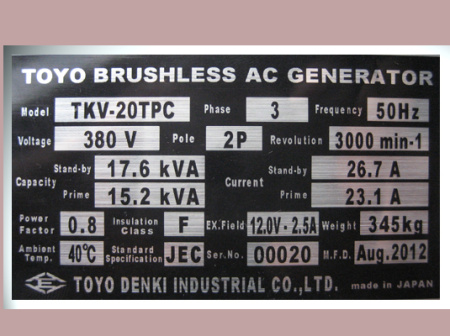 TOYO BRUSHLESS AC GENERATOR
Model TKV-20TPC Phase 3 Frequency 50Hz
Voltage 380 V Pole 2P Revolution 3000 min-1
Capacity Stand-by 17.6 kVA Current Stand-by 26.7 A
Prime 15.2 kVA Prime 23.1 A
Power Factor 0.8 Insulation Class F EX.Field 12.0V - 2.5A Weight 345kg
Ambient Temp. 40℃ Standard Specification JEC Ser.No. 00020 M.F.D. Aug.2012
TOYO DENKI INDUSTRIAL CO.,LTD. made in JAPAN